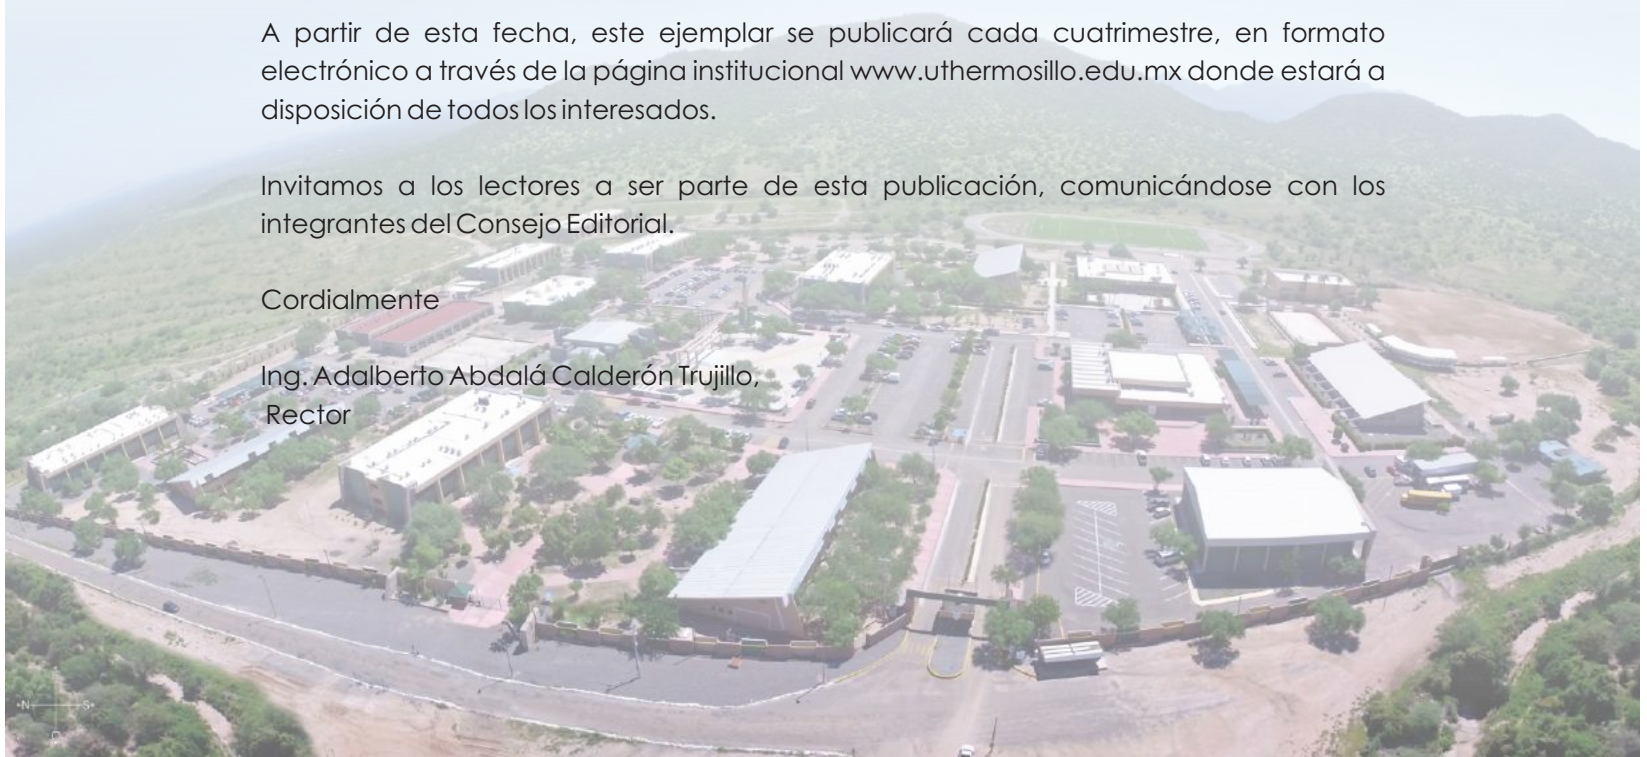 A partir de esta fecha, este ejemplar se publicará cada cuatrimestre, en formato
electrónico a través de la página institucional www.uthermosillo.edu.mx donde estará a
disposición de todos los interesados.
Invitamos a los lectores a ser parte de esta publicación, comunicándose con los
integrantes del Consejo Editorial.
Cordialmente
Ing. Adalberto Abdalá Calderón Trujillo,
Rector
N S
O